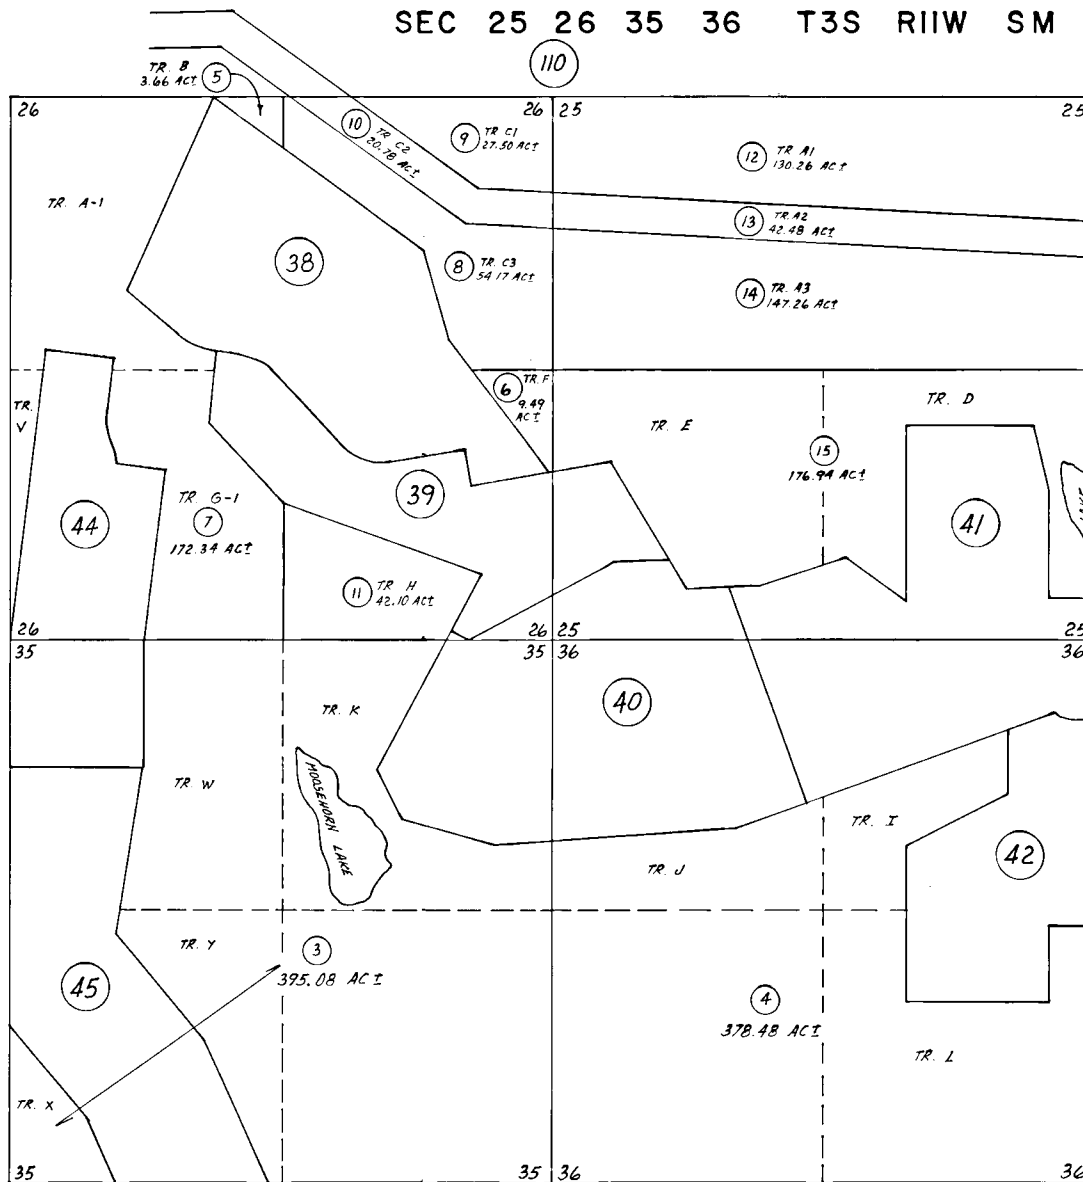 SEC 25 26 35 36 T3S R11W SM
110
TR. B
3.66 AC±
5
26
26
25
25
10
TR C2
20.78 AC±
9
TR C1
27.50 AC±
12
TR A1
130.26 AC±
TR. A-1
13
TR. A2
42.48 AC±
38
8
TR. C3
54.17 AC±
14
TR. A3
147.26 AC±
TR.
V
6
TR. F
9.49
AC±
TR. E
TR. D
15
176.94 AC±
39
44
TR G-1
7
172.34 AC±
41
LAKE
11
TR H
42.10 AC±
26
26
25
25
35
35
36
36
40
TR. K
TR. W
MOOSEHORN LAKE
TR. I
42
TR. J
TR. Y
3
395.08 AC±
45
4
378.48 AC±
TR. L
TR. X
35
35
36
36